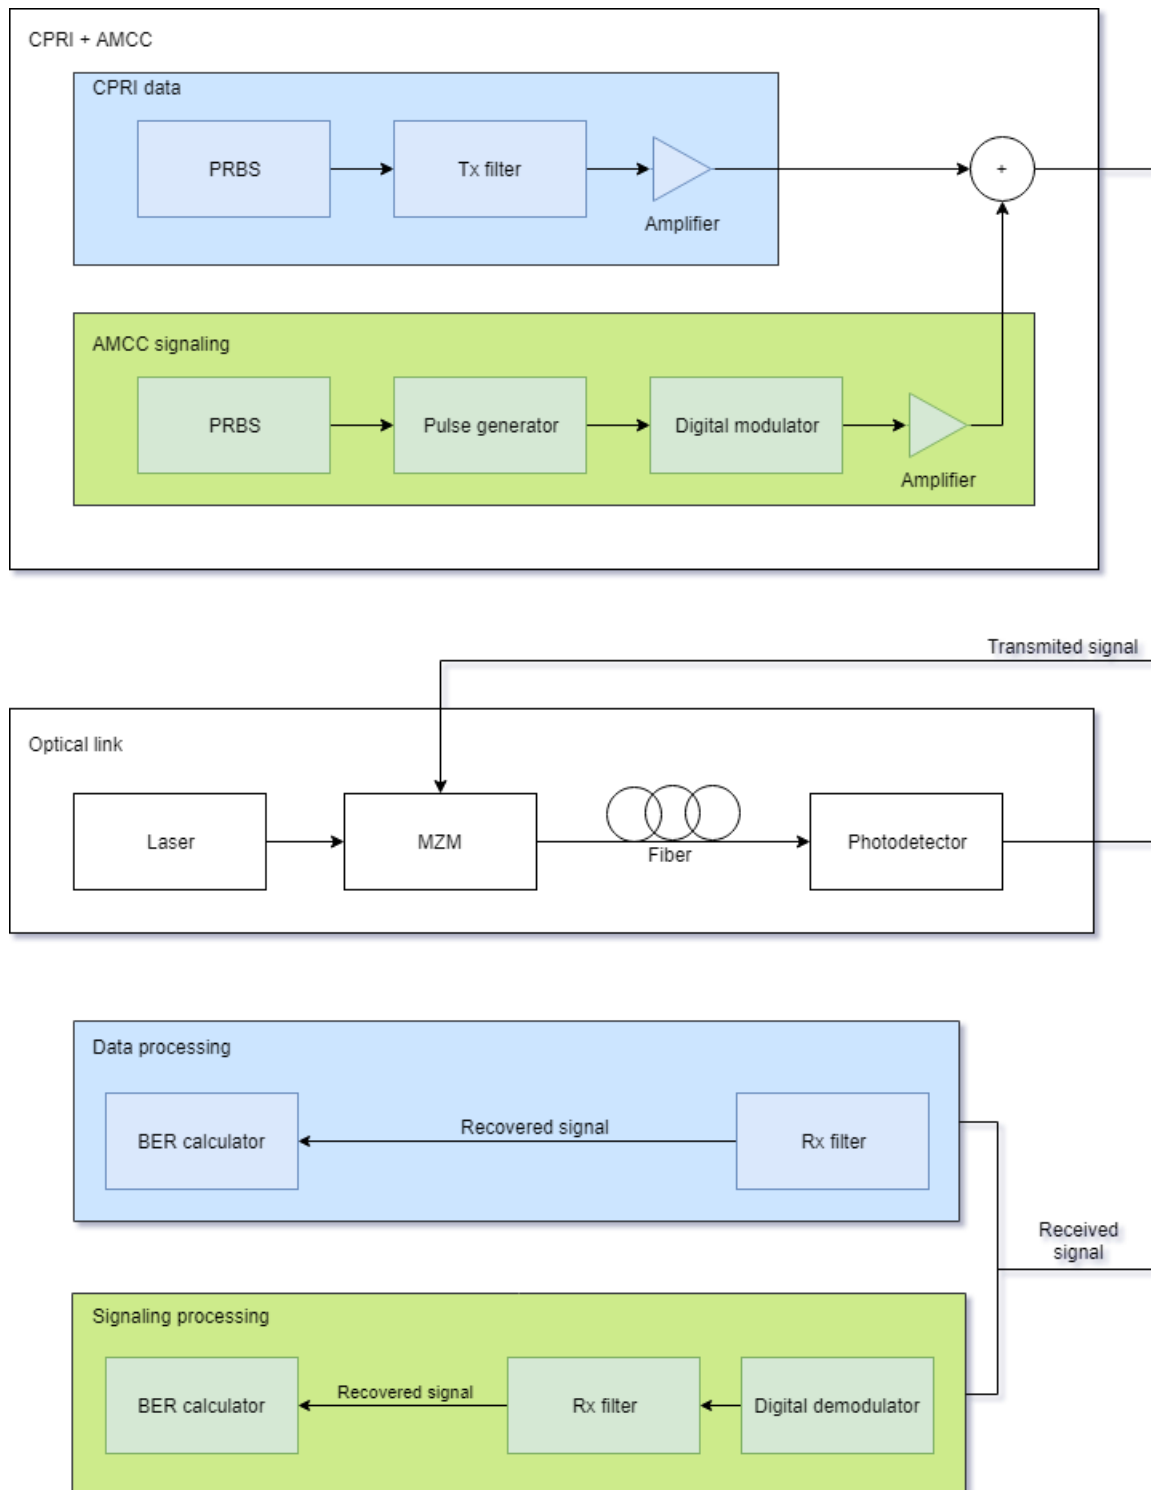 CPRI + AMCC
CPRI data
PRBS
Tx filter
Amplifier
+
AMCC signaling
PRBS
Pulse generator
Digital modulator
Amplifier
Transmited signal
Optical link
Laser
MZM
Fiber
Photodetector
Data processing
BER calculator
Recovered signal
Rx filter
Received
signal
Signaling processing
BER calculator
Recovered signal
Rx filter
Digital demodulator